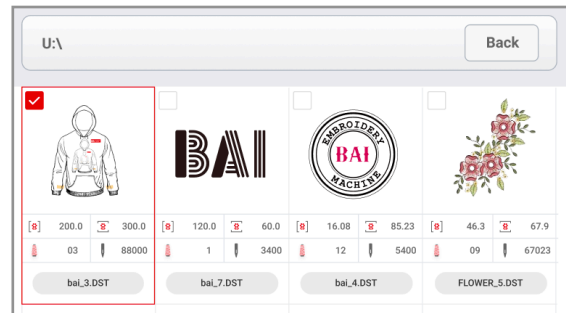 U:\
Back
BAI
EMBROIDERY
BAI
MACHINE
200.0 300.0 120.0 60.0 16.08 85.23 46.3 67.9
03 88000 1 3400 12 5400 09 67023
bai_3.DST bai_7.DST bai_4.DST FLOWER_5.DST